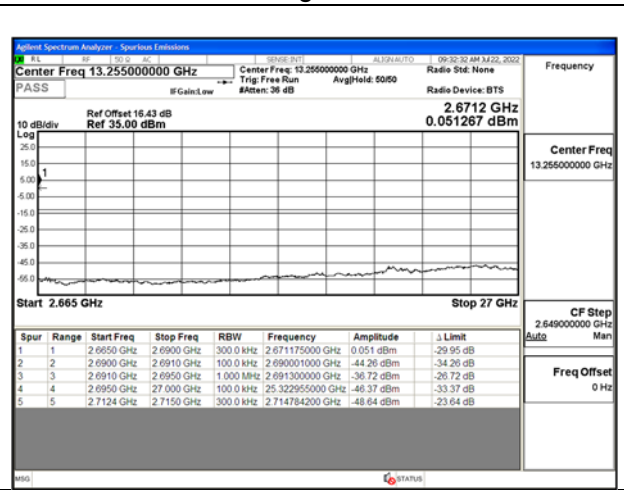 Agilent Spectrum Analyzer - Spurious Emissions
RL RF 50 Ω AC SENSE:INT ALIGN AUTO 09:32:32 AM Jul 22, 2022
Center Freq 13.255000000 GHz Center Freq: 13.255000000 GHz Radio Std: None Frequency
Trig: Free Run Avg|Hold: 50/50
PASS IFGain:Low #Atten: 36 dB Radio Device: BTS
Ref Offset 16.43 dB 2.6712 GHz
10 dB/div Ref 35.00 dBm 0.051267 dBm
Log
25.0
15.0
5.00 1
-5.00
-15.0
-25.0
-35.0
-45.0
-55.0
Center Freq
13.255000000 GHz
Start 2.665 GHz Stop 27 GHz
CF Step
2.649000000 GHz
Auto Man
Spur Range Start Freq Stop Freq RBW Frequency Amplitude Δ Limit
1 1 2.6650 GHz 2.6900 GHz 300.0 kHz 2.671175000 GHz 0.051 dBm -29.95 dB
2 2 2.6900 GHz 2.6910 GHz 100.0 kHz 2.690001000 GHz -44.26 dBm -34.26 dB
3 3 2.6910 GHz 2.6950 GHz 1.000 MHz 2.691300000 GHz -36.72 dBm -26.72 dB
4 4 2.6950 GHz 27.000 GHz 100.0 kHz 25.322955000 GHz -46.37 dBm -33.37 dB
5 5 2.7124 GHz 2.7150 GHz 300.0 kHz 2.714784200 GHz -48.64 dBm -23.64 dB
Freq Offset
0 Hz
MSG STATUS